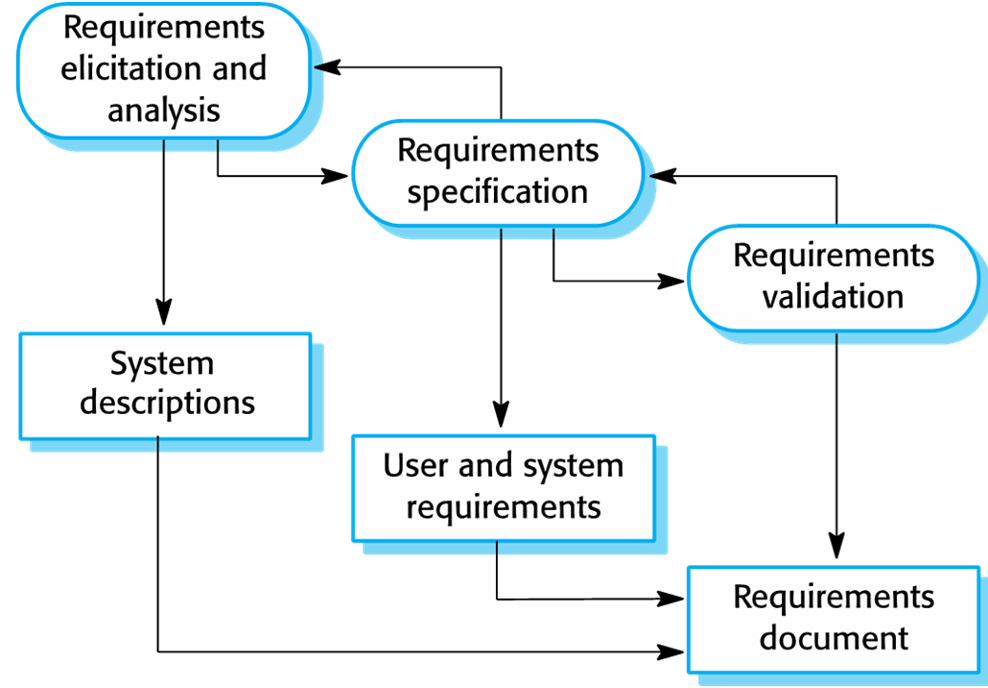 Requirements
elicitation and
analysis
Requirements
specification
Requirements
validation
System
descriptions
User and system
requirements
Requirements
document